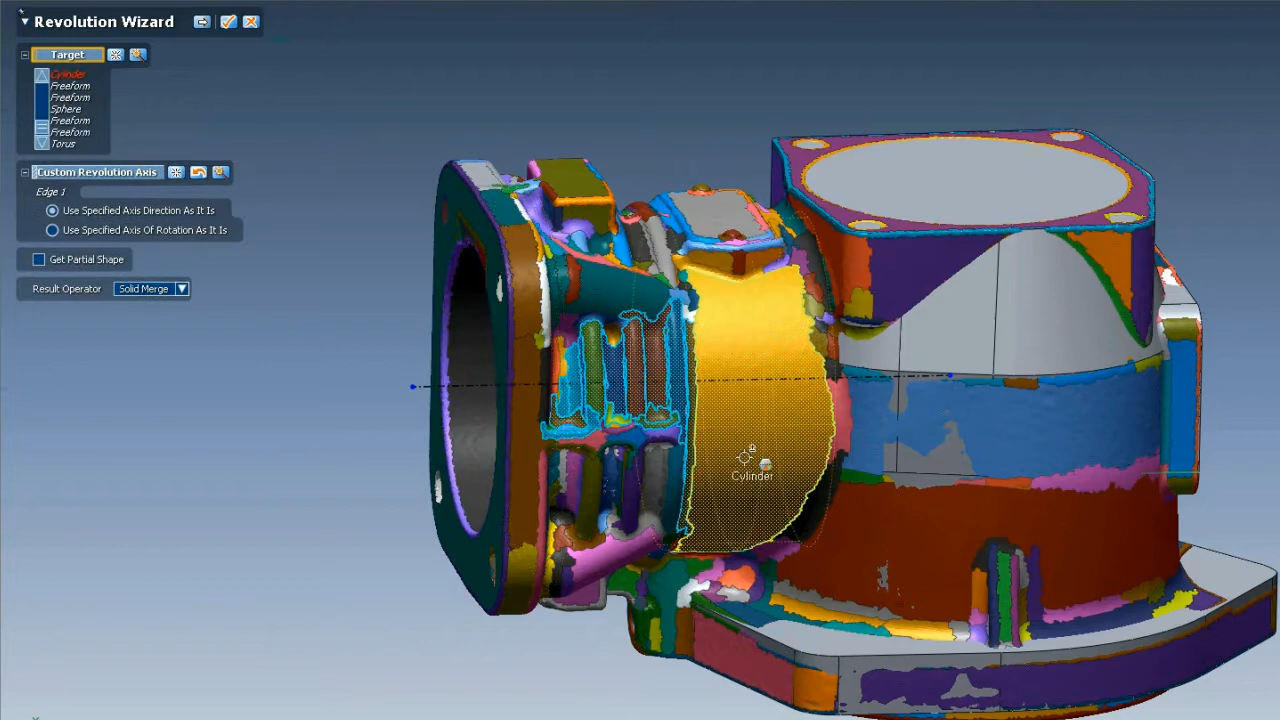 Revolution Wizard
Target
Cylinder
Freeform
Freeform
Sphere
Freeform
Freeform
Torus
Custom Revolution Axis
Edge 1
Use Specified Axis Direction As It Is
Use Specified Axis Of Rotation As It Is
Get Partial Shape
Result Operator Solid Merge
Cylinder